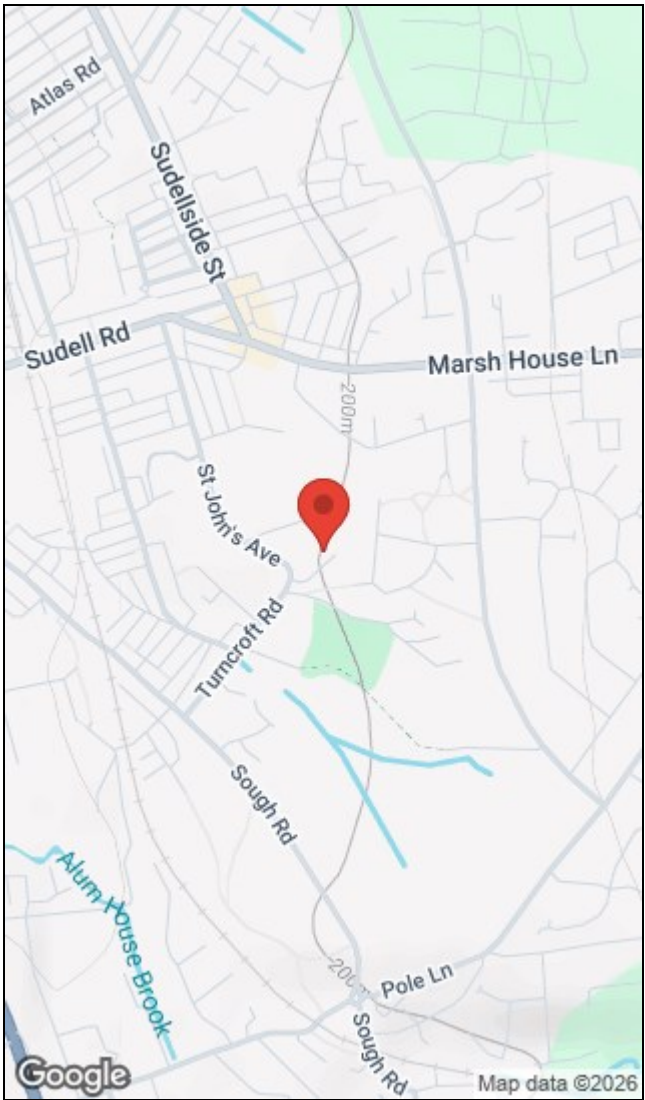 Atlas Rd
Sudellside St
Sudell Rd
Marsh House Ln
200m
St John's Ave
Turncroft Rd
Sough Rd
Alum House Brook
200m
Pole Ln
Sough Rd
Google
Map data ©2026